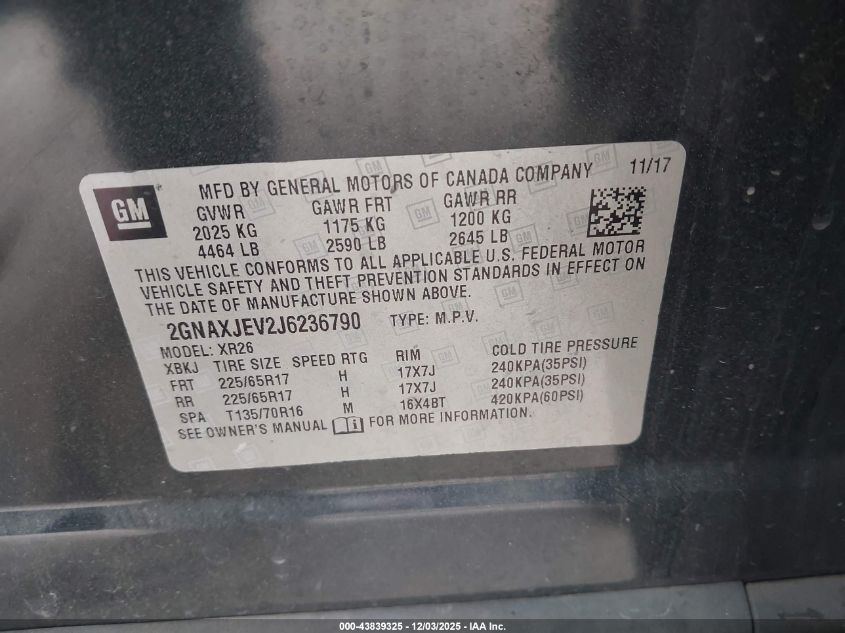 GM
MFD BY GENERAL MOTORS OF CANADA COMPANY 11/17
GVWR GAWR FRT GAWR RR
2025 KG 1175 KG 1200 KG
4464 LB 2590 LB 2645 LB
THIS VEHICLE CONFORMS TO ALL APPLICABLE U.S. FEDERAL MOTOR
VEHICLE SAFETY AND THEFT PREVENTION STANDARDS IN EFFECT ON
THE DATE OF MANUFACTURE SHOWN ABOVE.
2GNAXJEV2J6236790 TYPE: M.P.V.
MODEL: XR26
XBKJ TIRE SIZE SPEED RTG RIM COLD TIRE PRESSURE
FRT 225/65R17 H 17X7J 240KPA(35PSI)
RR 225/65R17 H 17X7J 240KPA(35PSI)
SPA T135/70R16 M 16X4BT 420KPA(60PSI)
SEE OWNER'S MANUAL FOR MORE INFORMATION.
000-43839325 | 12/03/2025 - IAA Inc.